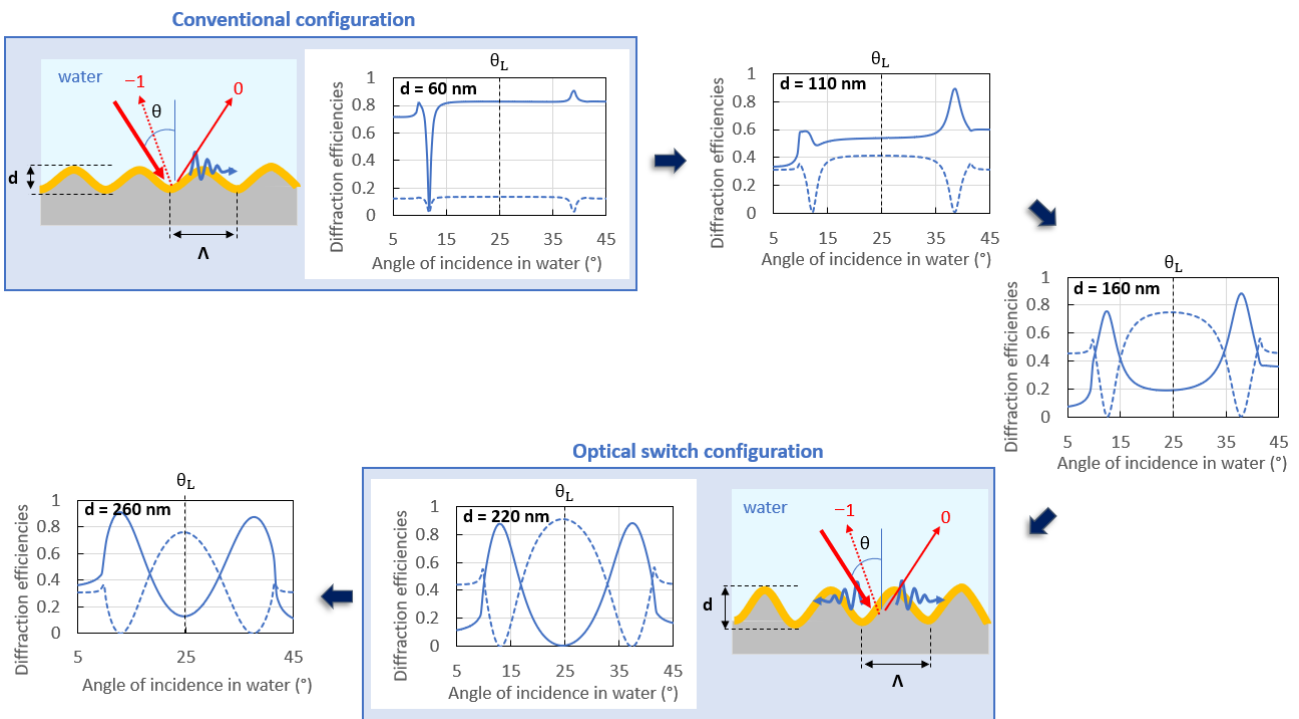 Conventional configuration
water
−1
0
θ
d
Λ
θL
d = 60 nm
Diffraction efficiencies
1
0.8
0.6
0.4
0.2
0
5 15 25 35 45
Angle of incidence in water (°)
θL
d = 110 nm
Diffraction efficiencies
1
0.8
0.6
0.4
0.2
0
5 15 25 35 45
Angle of incidence in water (°)
θL
d = 160 nm
Diffraction efficiencies
1
0.8
0.6
0.4
0.2
0
5 15 25 35 45
Angle of incidence in water (°)
Optical switch configuration
θL
d = 220 nm
Diffraction efficiencies
1
0.8
0.6
0.4
0.2
0
5 15 25 35 45
Angle of incidence in water (°)
water
−1
0
θ
d
Λ
θL
d = 260 nm
Diffraction efficiencies
1
0.8
0.6
0.4
0.2
0
5 25 45
Angle of incidence in water (°)